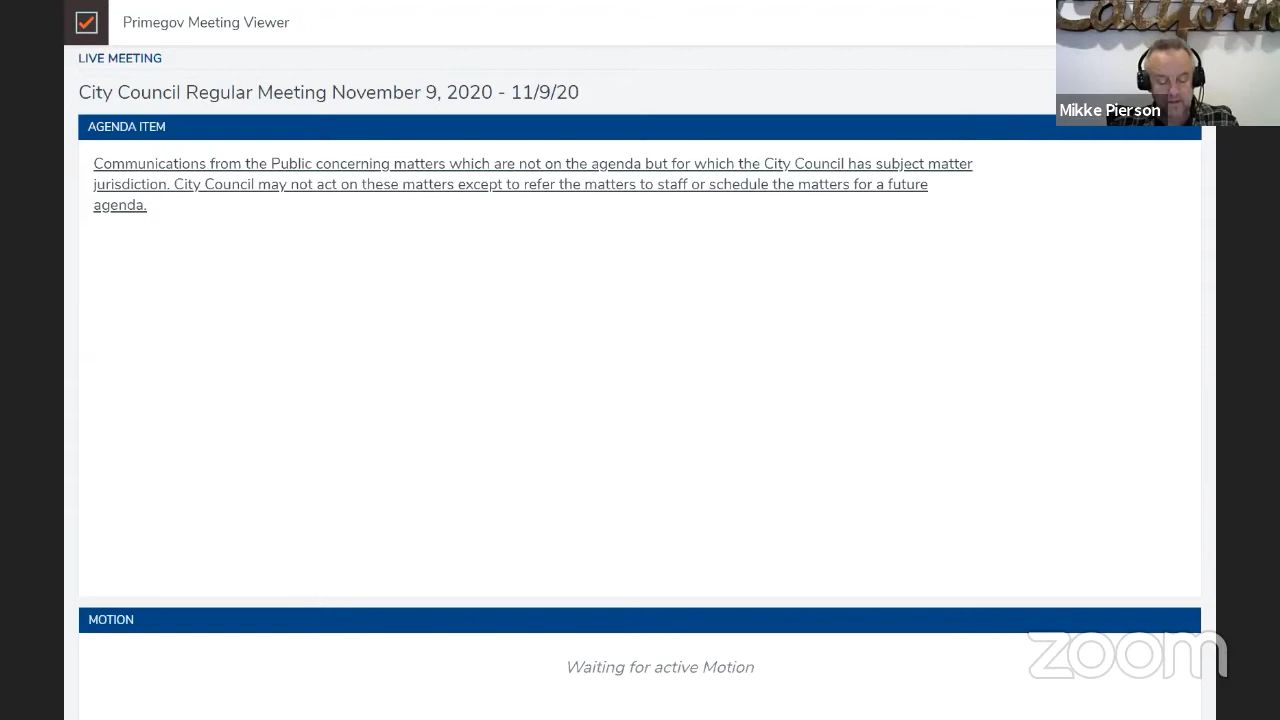 Primegov Meeting Viewer
LIVE MEETING
City Council Regular Meeting November 9, 2020 - 11/9/20
AGENDA ITEM
Communications from the Public concerning matters which are not on the agenda but for which the City Council has subject matter
jurisdiction. City Council may not act on these matters except to refer the matters to staff or schedule the matters for a future
agenda.
MOTION
Waiting for active Motion
Mikke Pierson
zoom